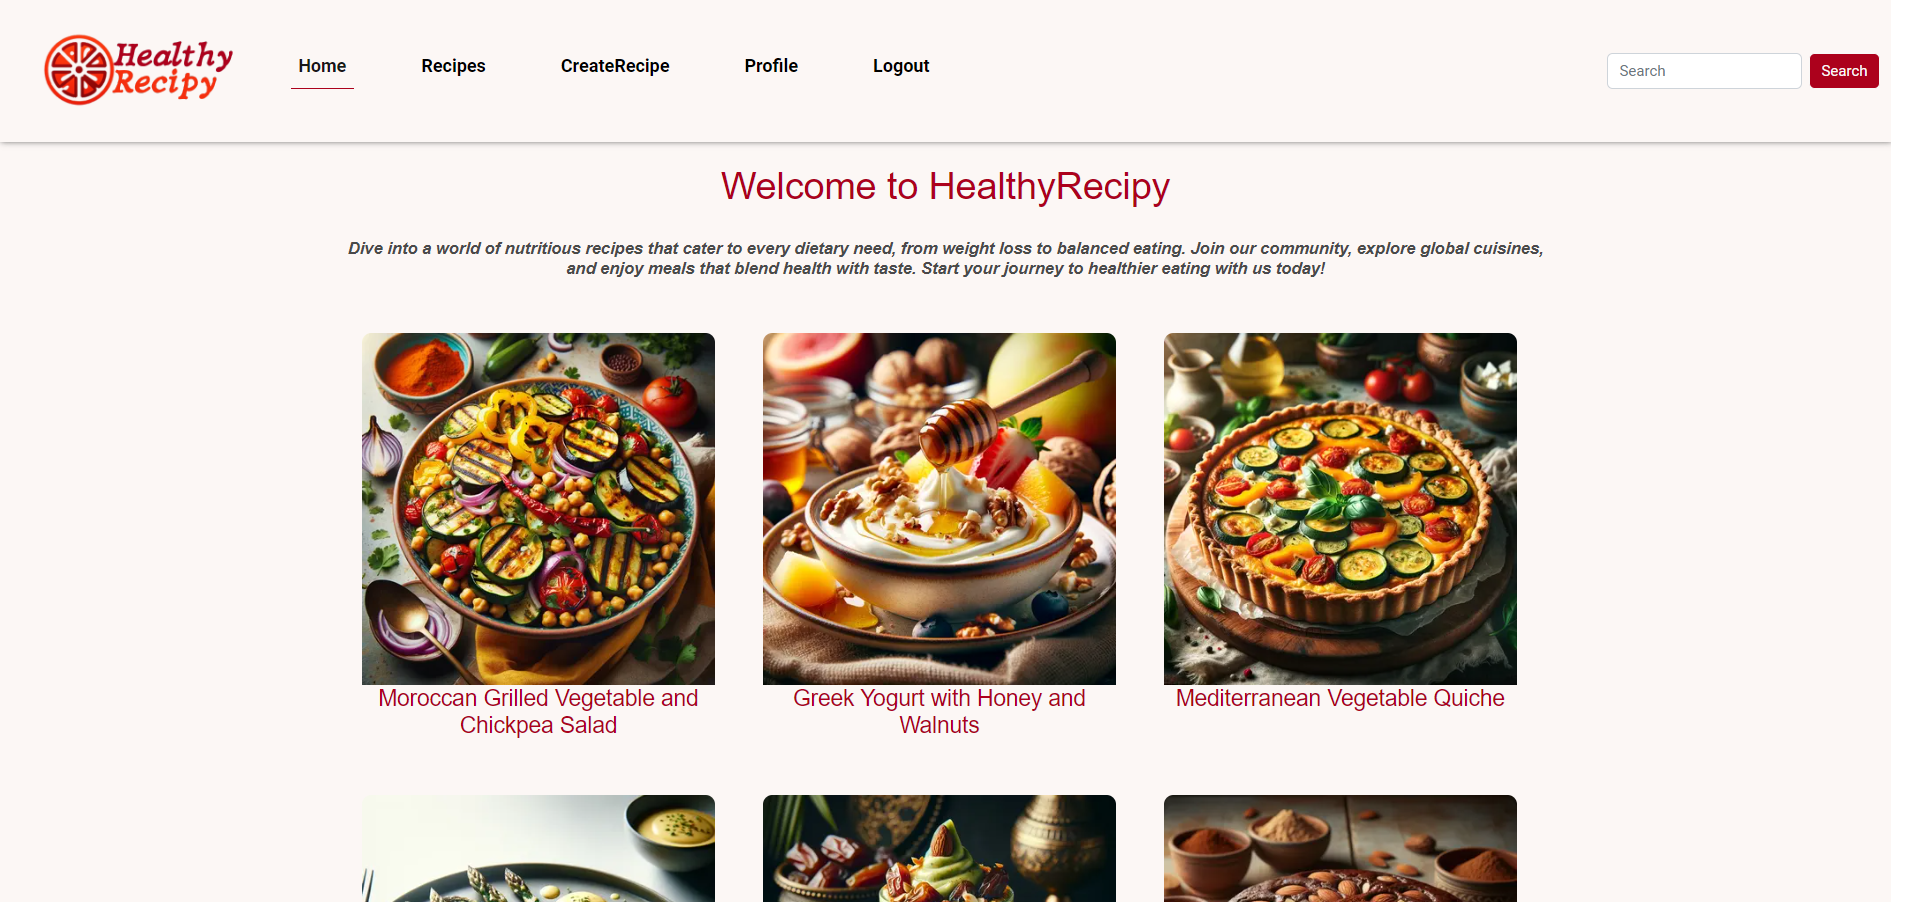 Healthy
Recipy
Home
Recipes
CreateRecipe
Profile
Logout
Search
Search
Welcome to HealthyRecipy
Dive into a world of nutritious recipes that cater to every dietary need, from weight loss to balanced eating. Join our community, explore global cuisines,
and enjoy meals that blend health with taste. Start your journey to healthier eating with us today!
Moroccan Grilled Vegetable and
Chickpea Salad
Greek Yogurt with Honey and
Walnuts
Mediterranean Vegetable Quiche